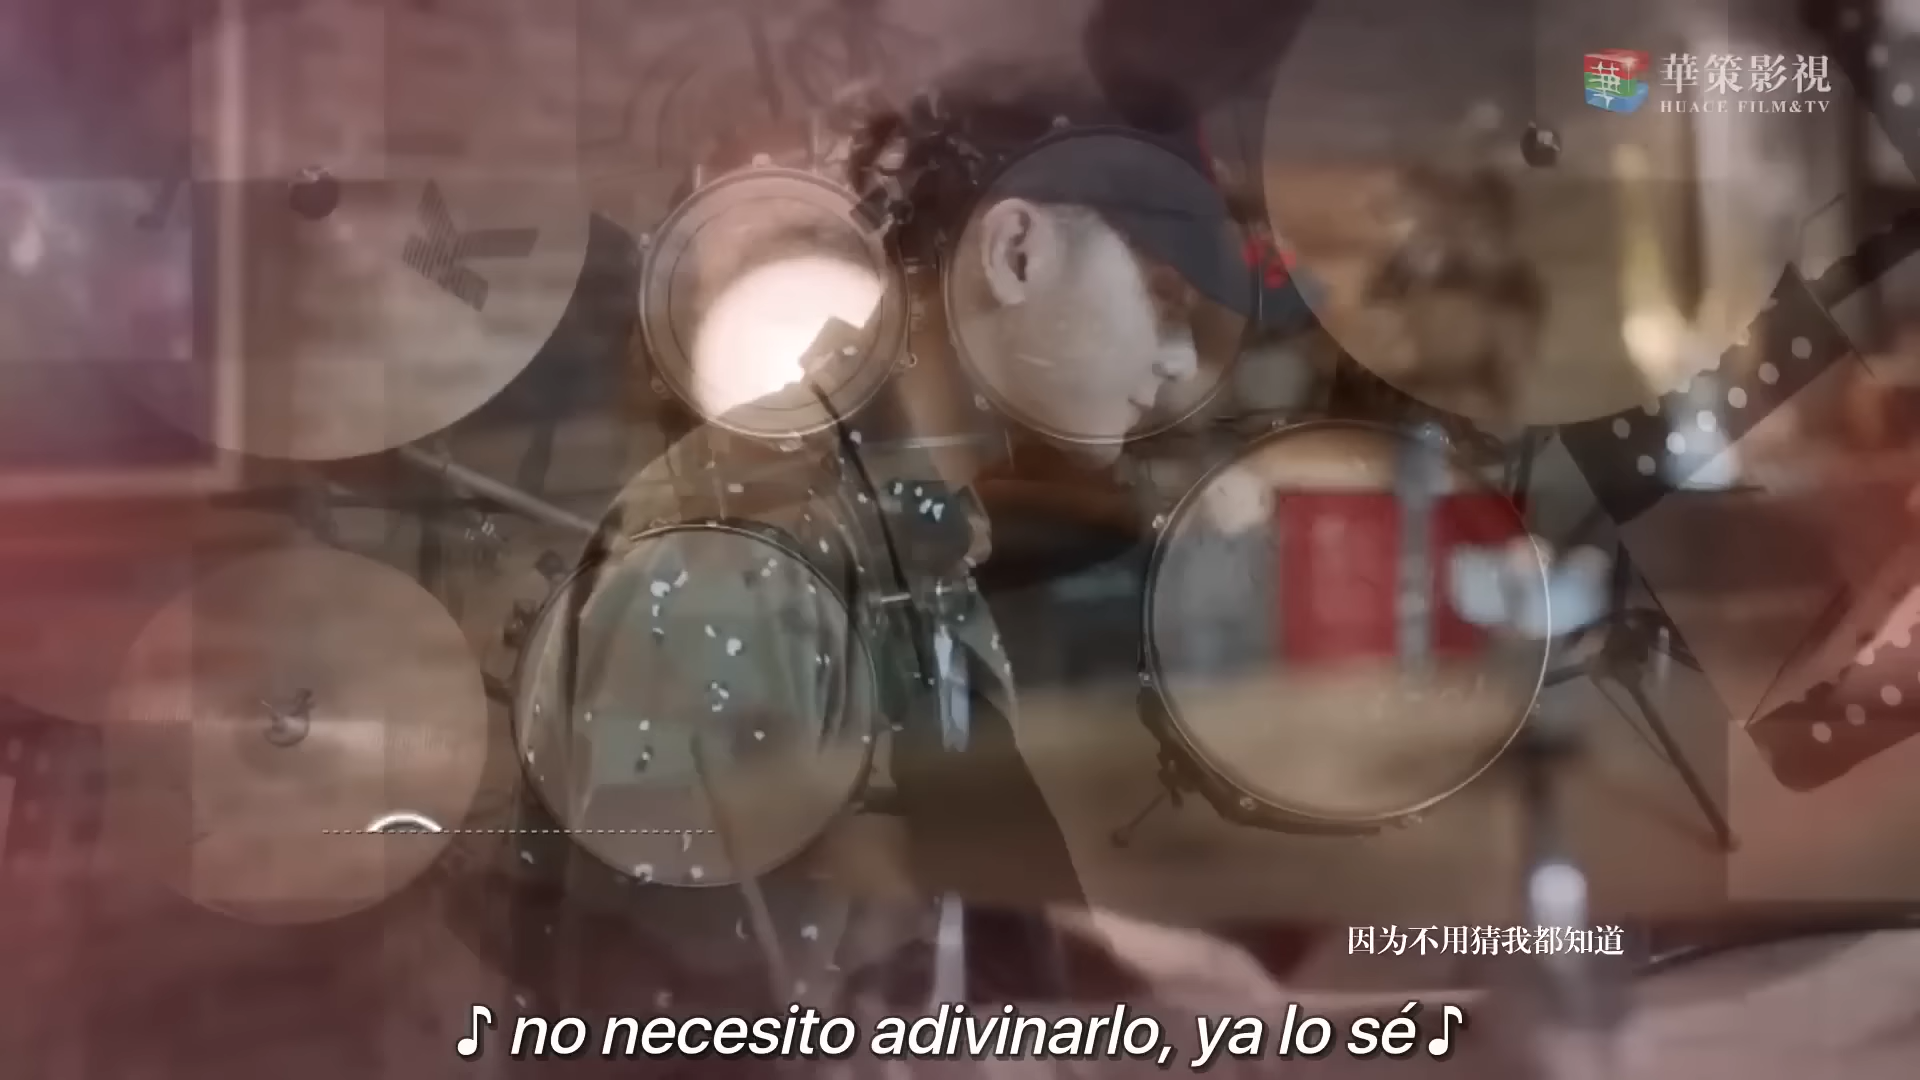 華策影視
HUACE FILM&TV
因为不用猜我都知道
♪ no necesito adivinarlo, ya lo sé ♪